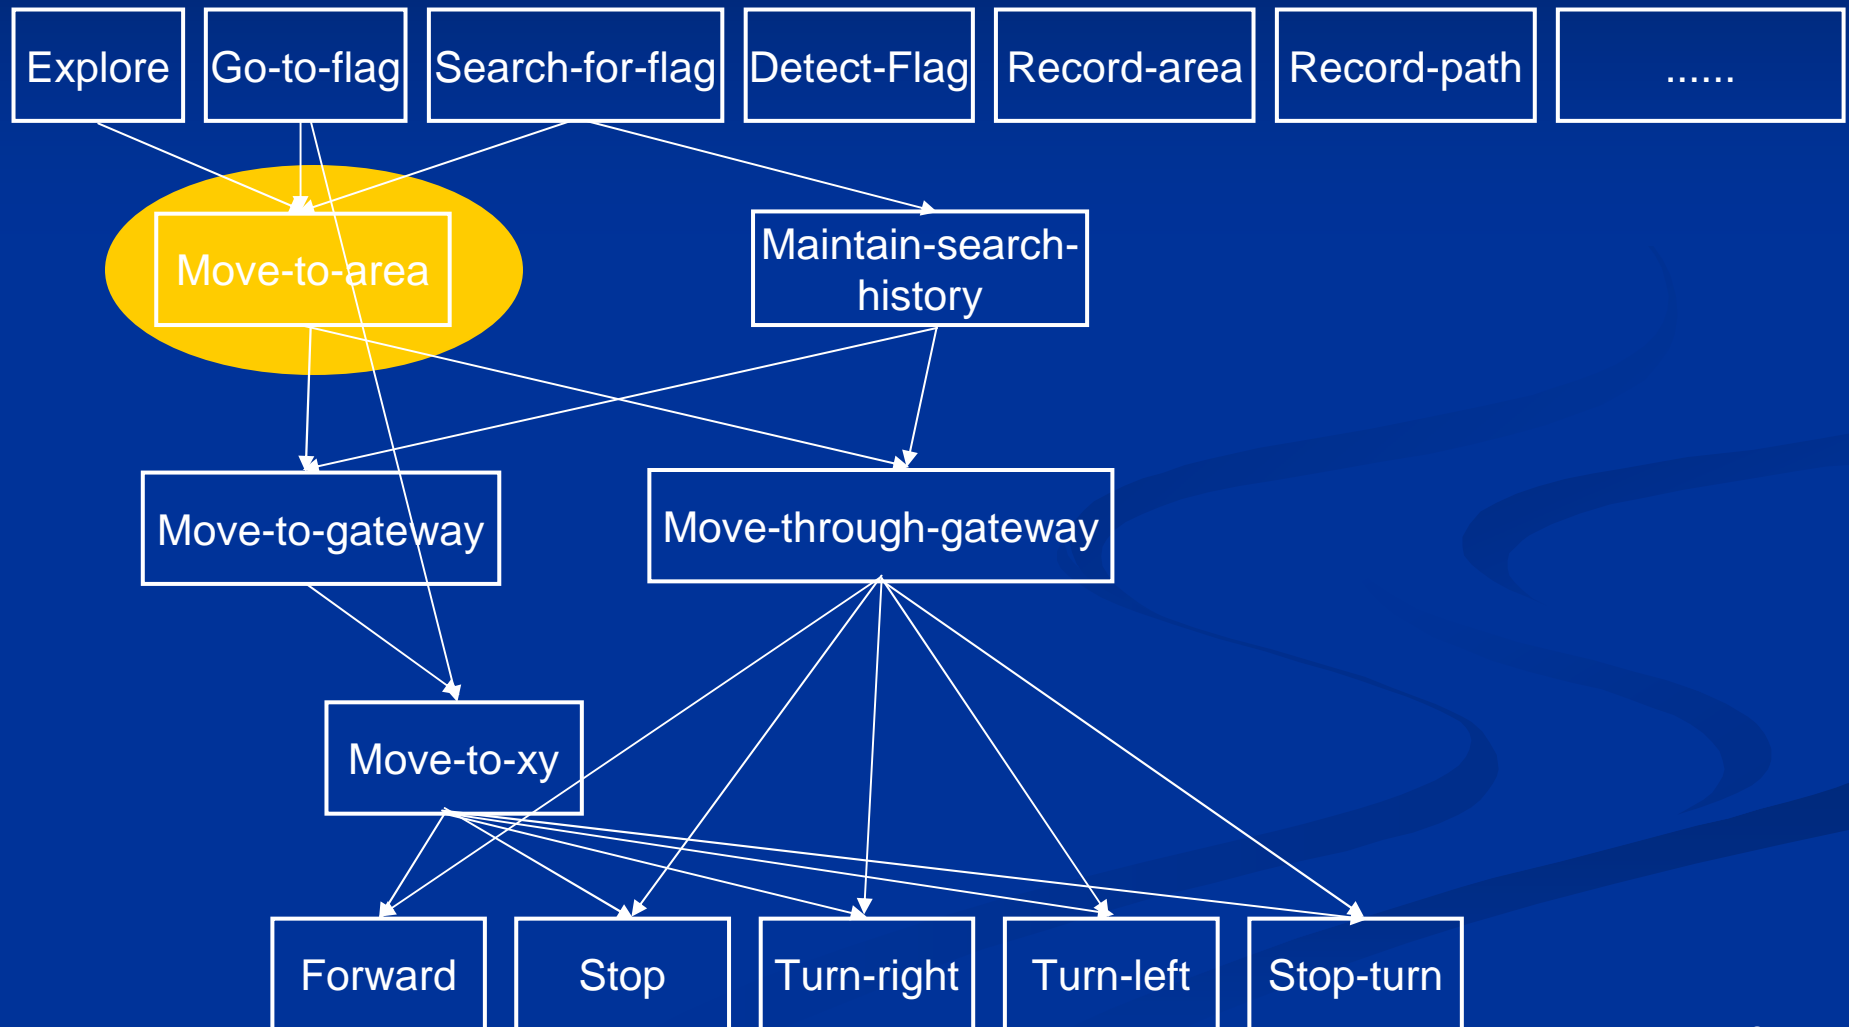 Explore
Go-to-flag
Search-for-flag
Detect-Flag
Record-area
Record-path
......
Move-to-area
Maintain-search-
history
Move-to-gateway
Move-through-gateway
Move-to-xy
Forward
Stop
Turn-right
Turn-left
Stop-turn